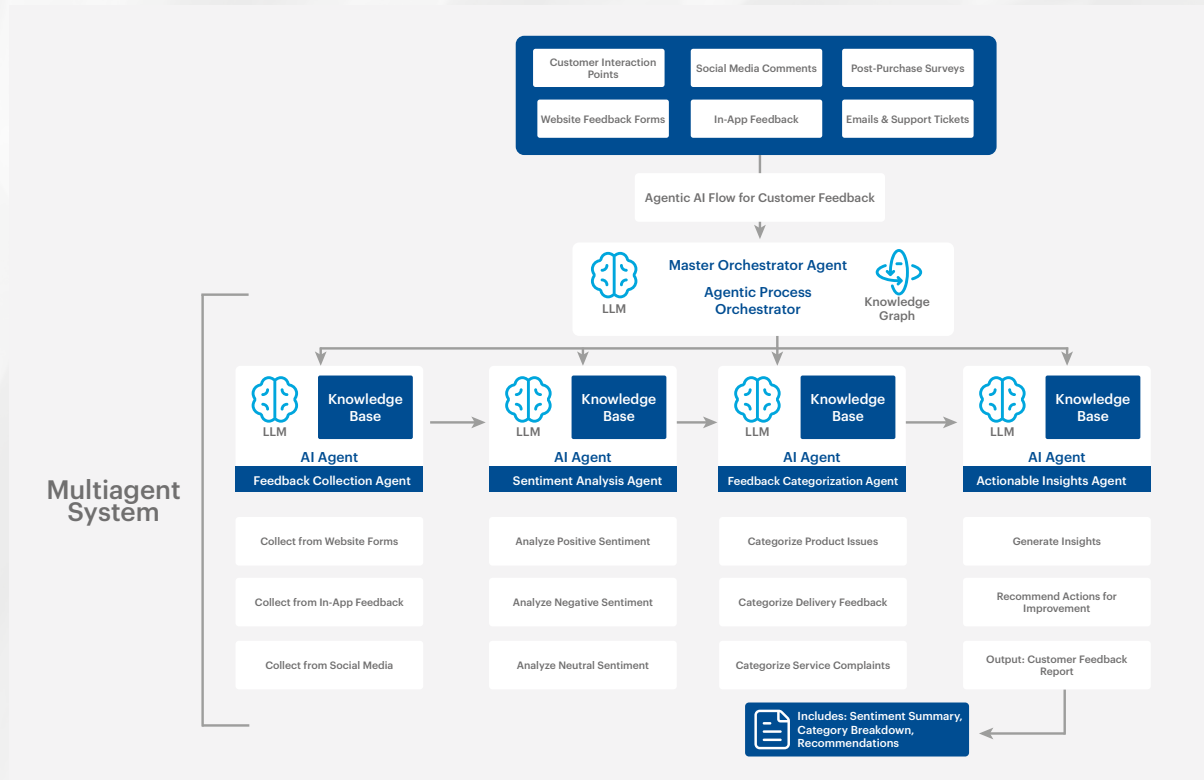 Customer Interaction
Points
Social Media Comments
Post-Purchase Surveys
Website Feedback Forms
In-App Feedback
Emails & Support Tickets
Agentic AI Flow for Customer Feedback
LLM
Master Orchestrator Agent
Agentic Process
Orchestrator
Knowledge
Graph
Multiagent
System
LLM
Knowledge
Base
AI Agent
Feedback Collection Agent
Collect from Website Forms
Collect from In-App Feedback
Collect from Social Media
LLM
Knowledge
Base
AI Agent
Sentiment Analysis Agent
Analyze Positive Sentiment
Analyze Negative Sentiment
Analyze Neutral Sentiment
LLM
Knowledge
Base
AI Agent
Feedback Categorization Agent
Categorize Product Issues
Categorize Delivery Feedback
Categorize Service Complaints
LLM
Knowledge
Base
AI Agent
Actionable Insights Agent
Generate Insights
Recommend Actions for
Improvement
Output: Customer Feedback
Report
Includes: Sentiment Summary,
Category Breakdown,
Recommendations